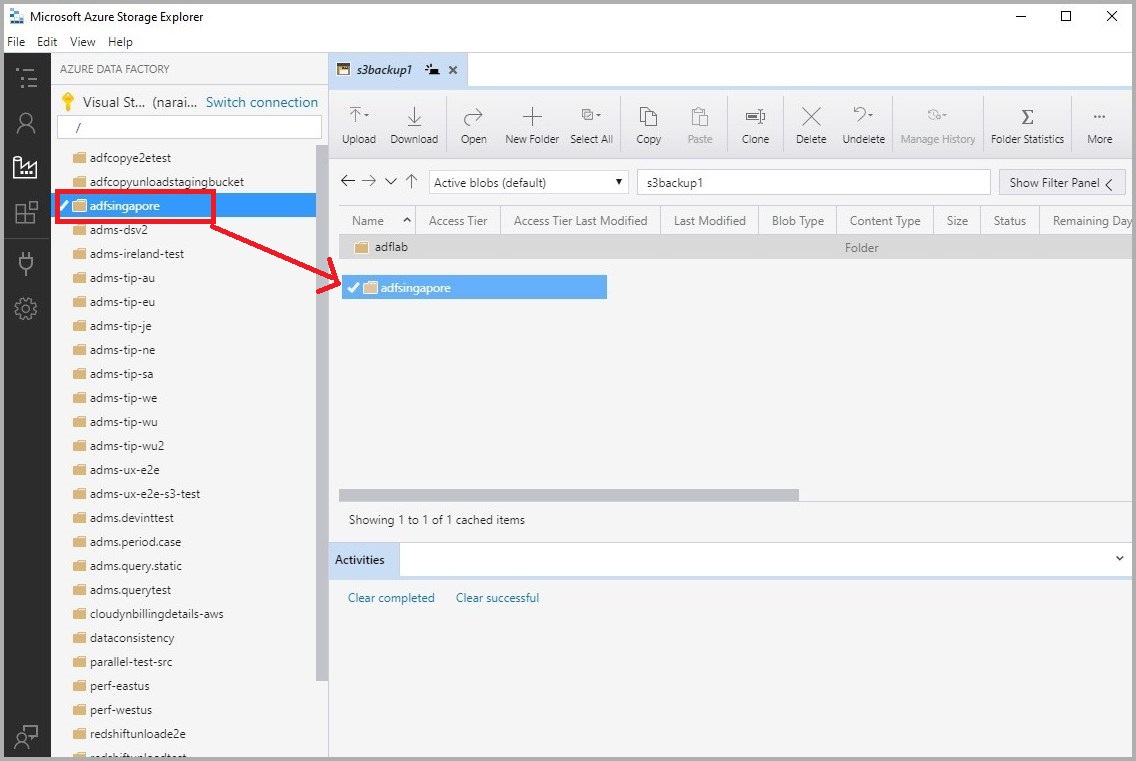 Microsoft Azure Storage Explorer
File Edit View Help
AZURE DATA FACTORY
Visual St... (narai... Switch connection
/
adfcopye2etest
adfcopyunloadstagingbucket
adfsingapore
adms-dsv2
adms-ireland-test
adms-tip-au
adms-tip-eu
adms-tip-je
adms-tip-ne
adms-tip-sa
adms-tip-we
adms-tip-wu
adms-tip-wu2
adms-ux-e2e
adms-ux-e2e-s3-test
adms.devinttest
adms.period.case
adms.query.static
adms.querytest
cloudynbillingdetails-aws
dataconsistency
parallel-test-src
perf-eastus
perf-westus
redshiftunloade2e
redshiftunloadtest
s3backup1
Upload Download Open New Folder Select All Copy Paste Clone Delete Undelete Manage History Folder Statistics More
Active blobs (default) s3backup1 Show Filter Panel
Name Access Tier Access Tier Last Modified Last Modified Blob Type Content Type Size Status Remaining Day
adflab Folder
adfsingapore
Showing 1 to 1 of 1 cached items
Activities
Clear completed Clear successful